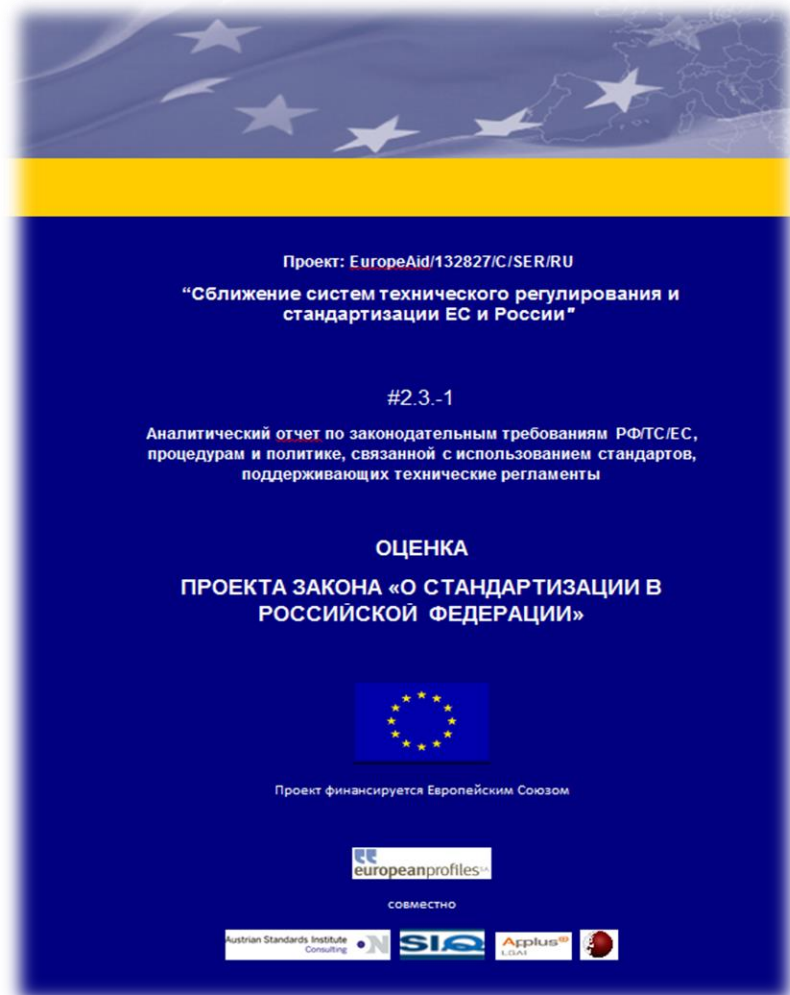 Проект: EuropeAid/132827/C/SER/RU
“Сближение систем технического регулирования и
стандартизации ЕС и России"
#2.3.-1
Аналитический отчет по законодательным требованиям РФ/ТС/ЕС,
процедурам и политике, связанной с использованием стандартов,
поддерживающих технические регламенты
ОЦЕНКА
ПРОЕКТА ЗАКОНА «О СТАНДАРТИЗАЦИИ В
РОССИЙСКОЙ ФЕДЕРАЦИИ»
Проект финансируется Европейским Союзом
europeanprofiles SA
совместно
Austrian Standards Institute
Consulting
SIQ
Applus+
LGAI